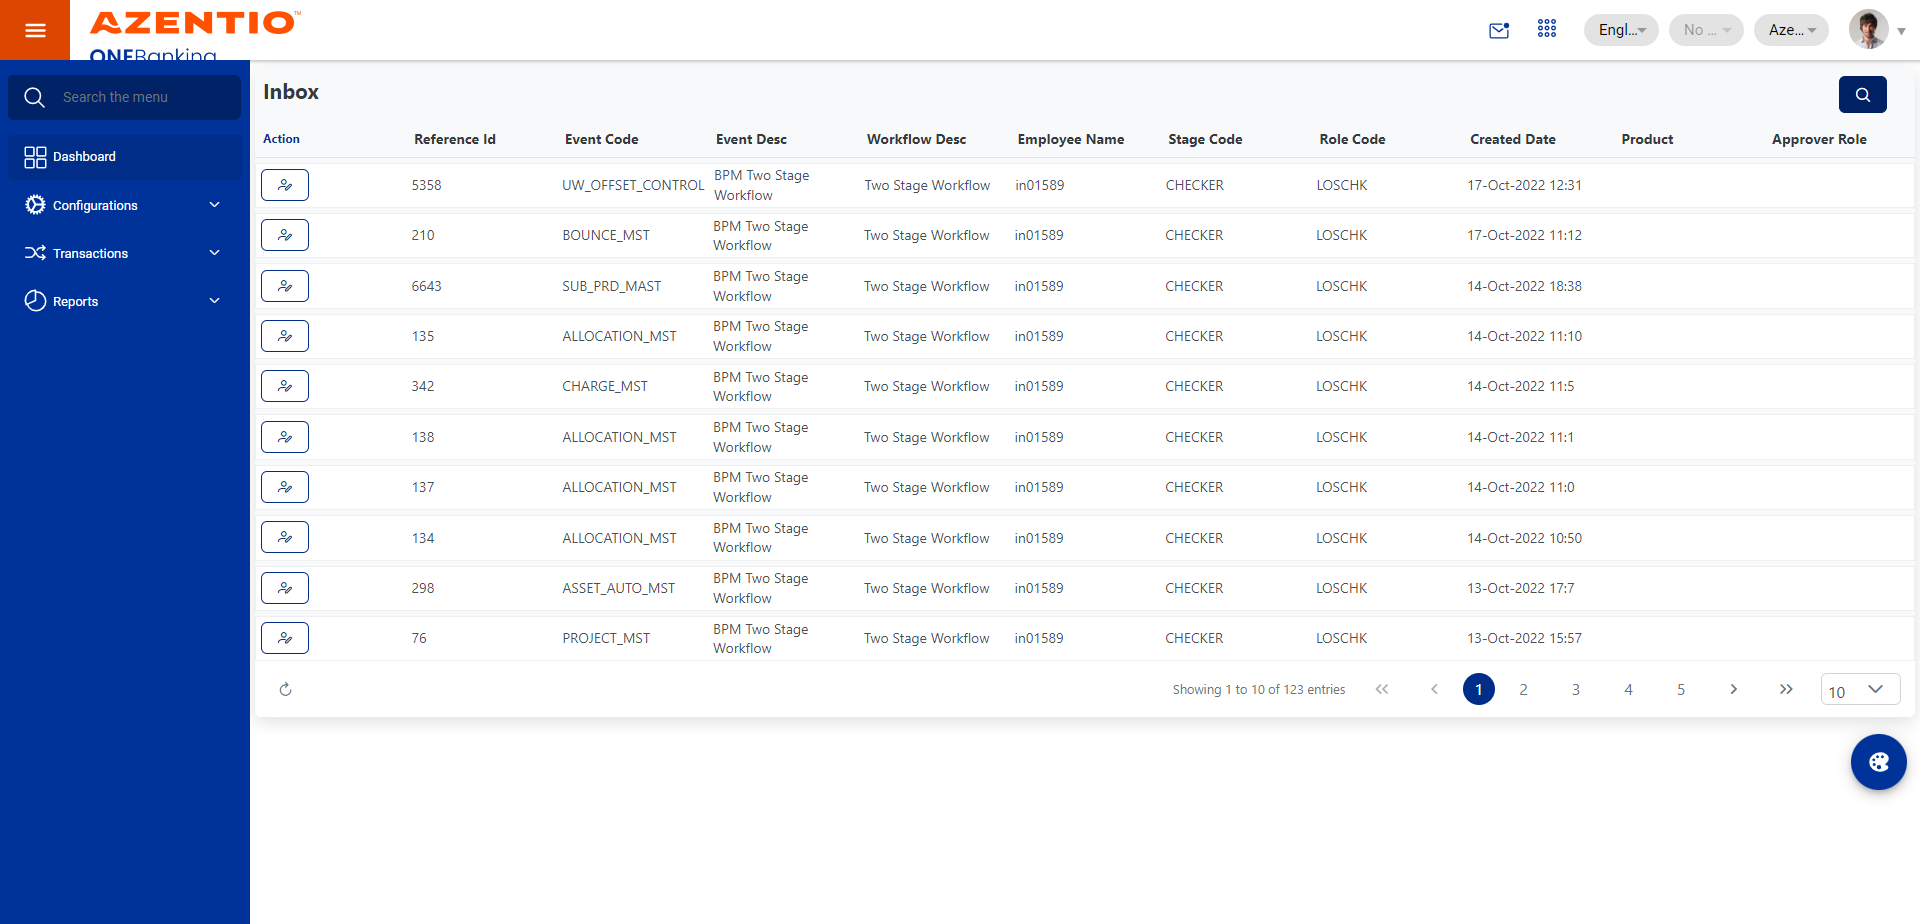 AZENTIO™
ONEBanking
Engl...
No ...
Aze...
Search the menu
Dashboard
Configurations
Transactions
Reports
Inbox
Action Reference Id Event Code Event Desc Workflow Desc Employee Name Stage Code Role Code Created Date Product Approver Role
5358 UW_OFFSET_CONTROL BPM Two Stage Workflow Two Stage Workflow in01589 CHECKER LOSCHK 17-Oct-2022 12:31
210 BOUNCE_MST BPM Two Stage Workflow Two Stage Workflow in01589 CHECKER LOSCHK 17-Oct-2022 11:12
6643 SUB_PRD_MAST BPM Two Stage Workflow Two Stage Workflow in01589 CHECKER LOSCHK 14-Oct-2022 18:38
135 ALLOCATION_MST BPM Two Stage Workflow Two Stage Workflow in01589 CHECKER LOSCHK 14-Oct-2022 11:10
342 CHARGE_MST BPM Two Stage Workflow Two Stage Workflow in01589 CHECKER LOSCHK 14-Oct-2022 11:5
138 ALLOCATION_MST BPM Two Stage Workflow Two Stage Workflow in01589 CHECKER LOSCHK 14-Oct-2022 11:1
137 ALLOCATION_MST BPM Two Stage Workflow Two Stage Workflow in01589 CHECKER LOSCHK 14-Oct-2022 11:0
134 ALLOCATION_MST BPM Two Stage Workflow Two Stage Workflow in01589 CHECKER LOSCHK 14-Oct-2022 10:50
298 ASSET_AUTO_MST BPM Two Stage Workflow Two Stage Workflow in01589 CHECKER LOSCHK 13-Oct-2022 17:7
76 PROJECT_MST BPM Two Stage Workflow Two Stage Workflow in01589 CHECKER LOSCHK 13-Oct-2022 15:57
Showing 1 to 10 of 123 entries 1 2 3 4 5 10